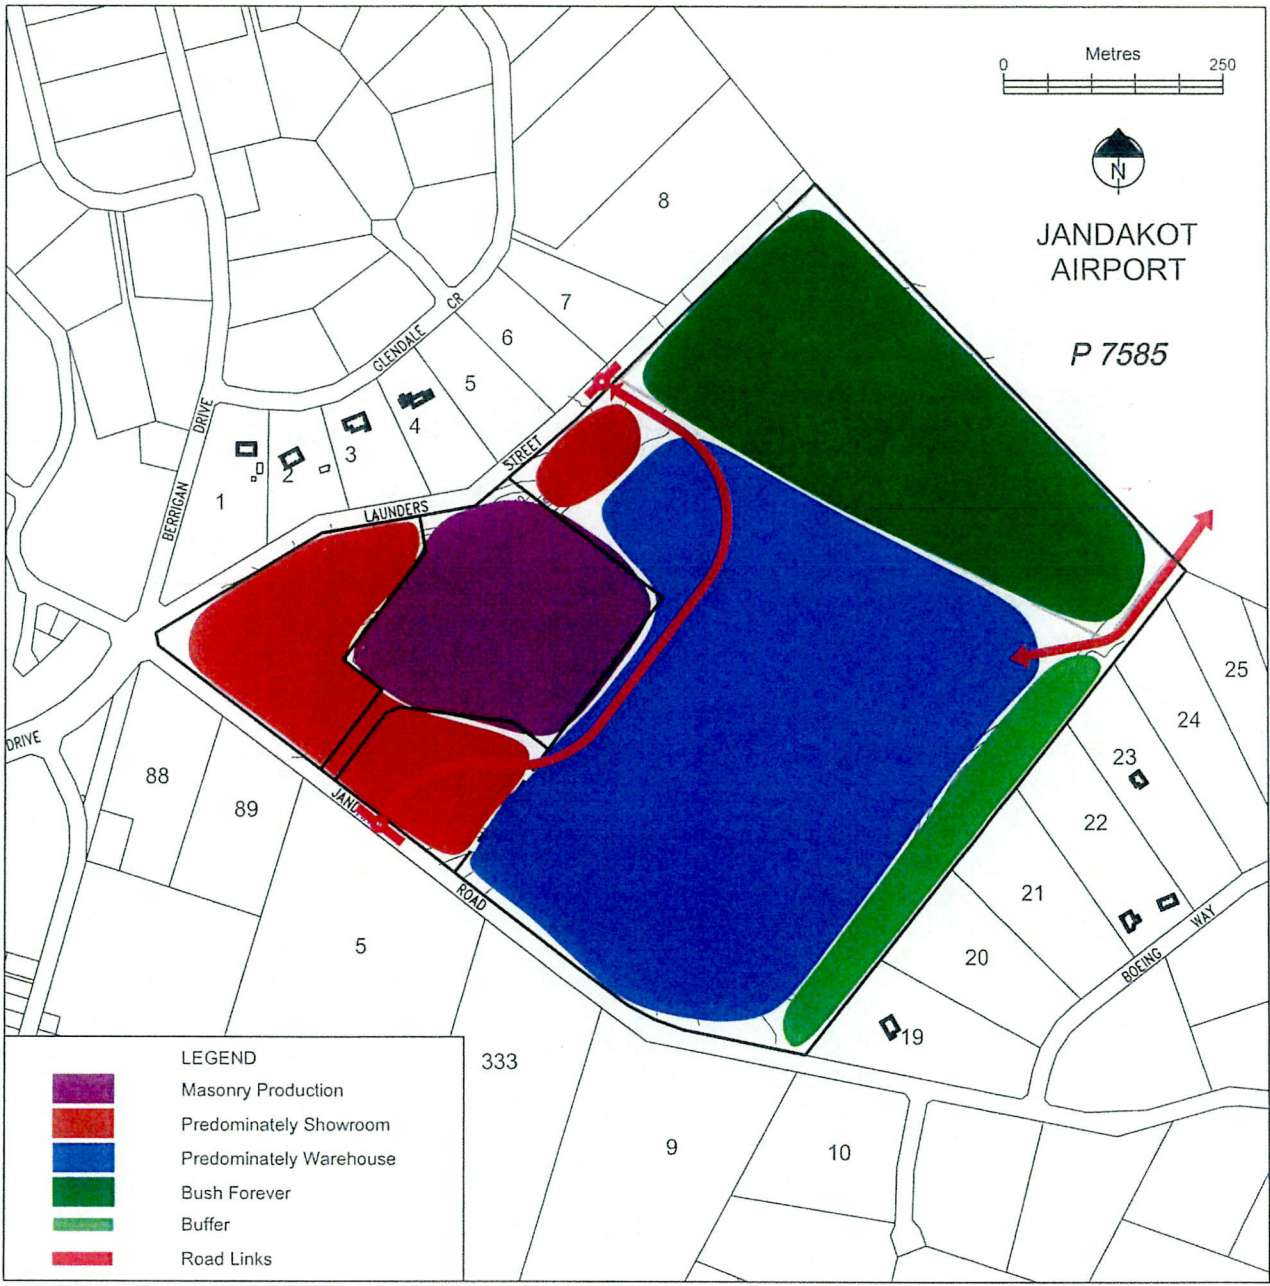 Metres
0 250
N
JANDAKOT
AIRPORT
P 7585
8
7
6
5
4
3
2
1
GLENDALE CR
BERRIGAN DRIVE
LAUNDERS STREET
DRIVE
88
89
5
ROAD
25
24
23
22
21
20
19
BOEING WAY
333
9
10
LEGEND
Masonry Production
Predominately Showroom
Predominately Warehouse
Bush Forever
Buffer
Road Links